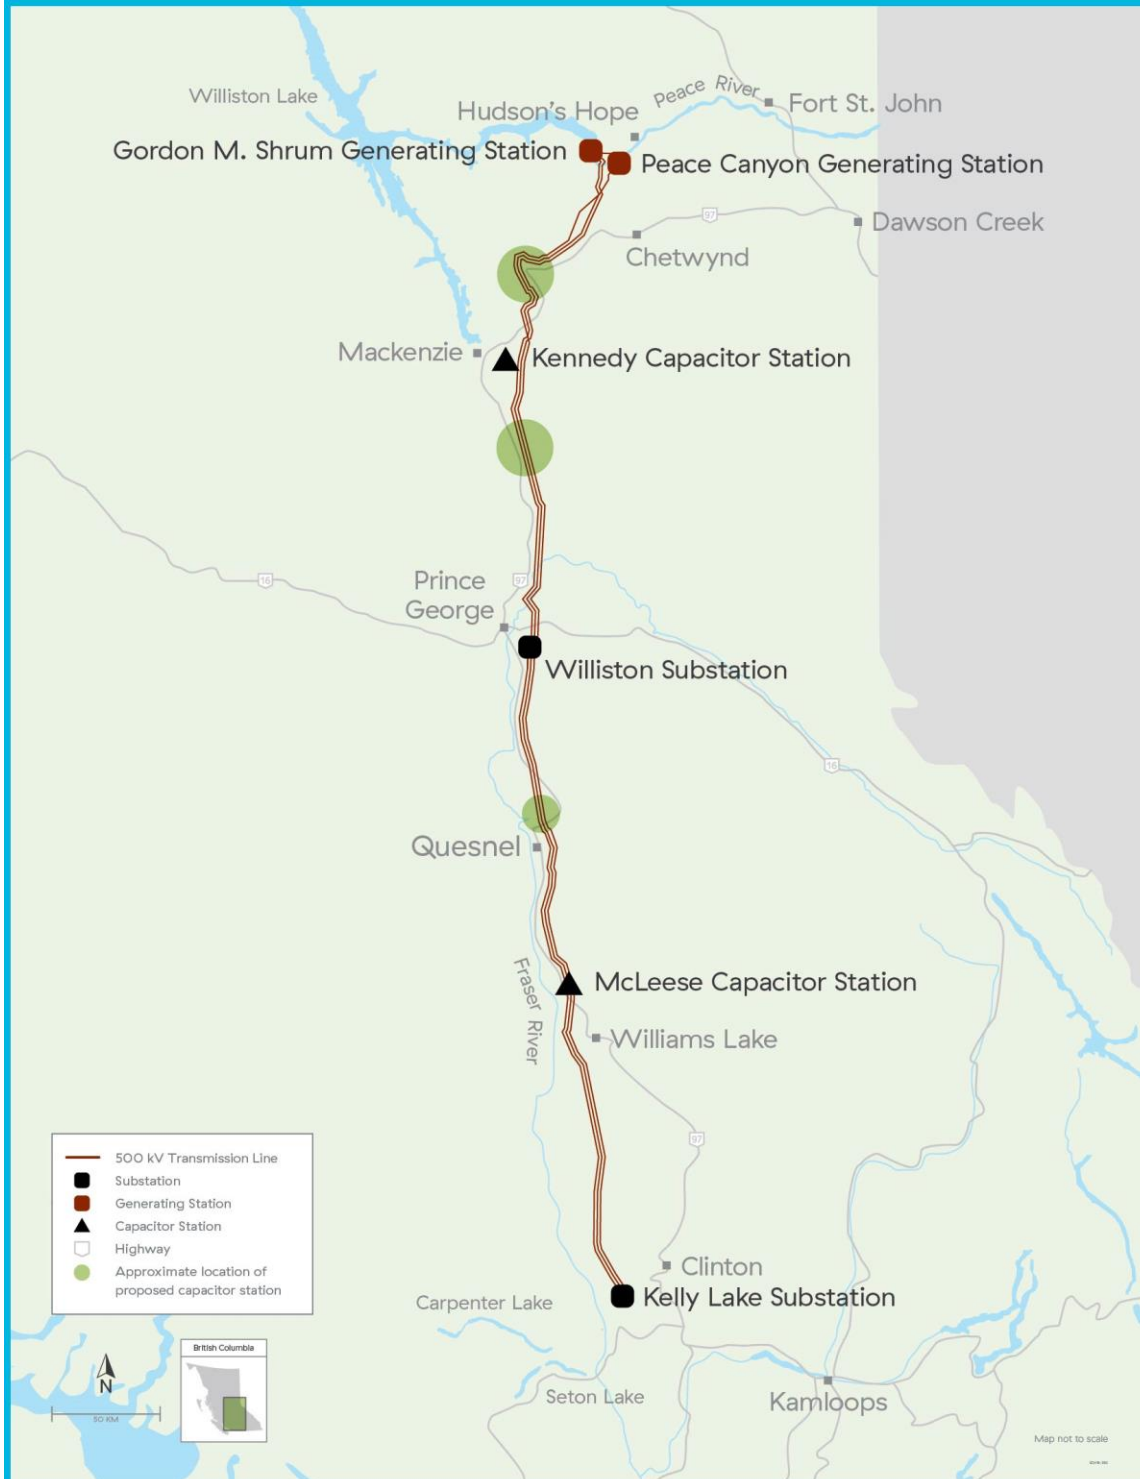 Williston Lake
Hudson's Hope
Peace River
Fort St. John
Gordon M. Shrum Generating Station
Peace Canyon Generating Station
97
Dawson Creek
Chetwynd
Mackenzie
Kennedy Capacitor Station
16
97
Prince
George
Williston Substation
16
Quesnel
Fraser River
McLeese Capacitor Station
Williams Lake
97
500 kV Transmission Line
Substation
Generating Station
Capacitor Station
Highway
Approximate location of
proposed capacitor station
Clinton
Kelly Lake Substation
Carpenter Lake
British Columbia
N
50 KM
Seton Lake
Kamloops
Map not to scale